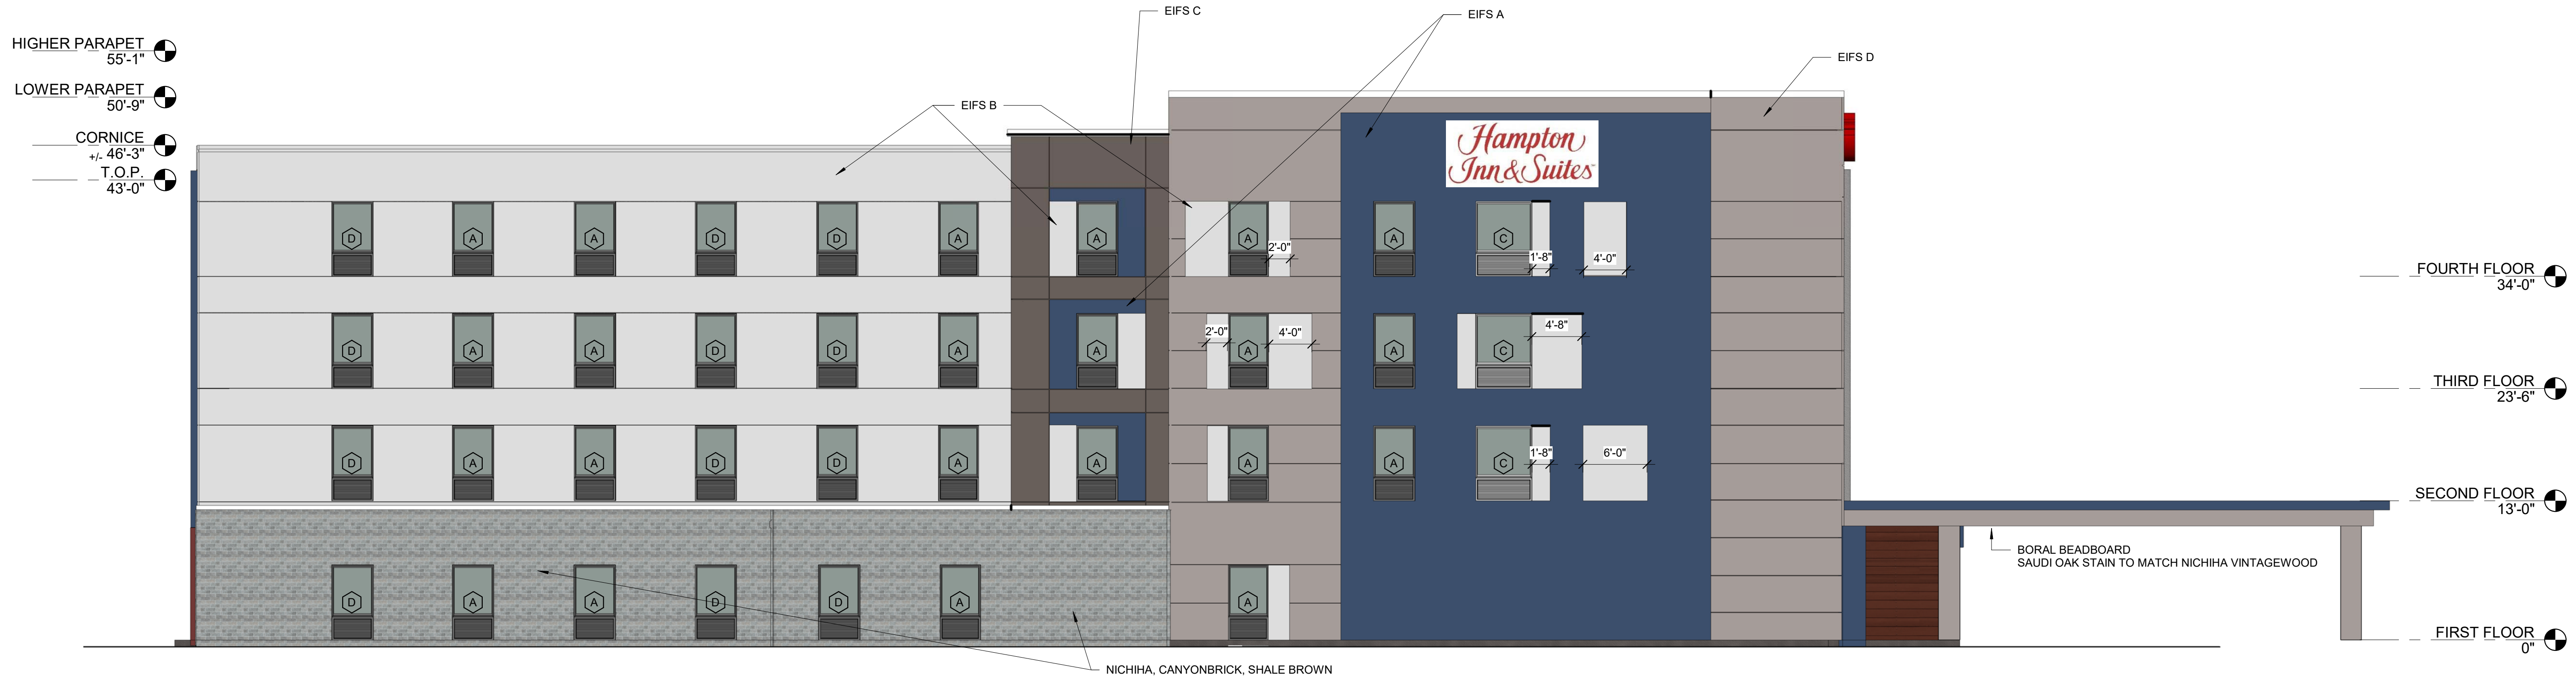 EIFS C
EIFS A
HIGHER PARAPET
55'-1"
EIFS D
LOWER PARAPET
50'-9"
EIFS B
CORNICE
+/- 46'-3"
T.O.P.
43'-0"
Hampton
Inn & Suites
D A A D D A A A A C
2'-0" 1'-8" 4'-0"
FOURTH FLOOR
34'-0"
2'-0" 4'-0" 4'-8"
D A A D D A A A A C
THIRD FLOOR
23'-6"
1'-8" 6'-0"
D A A D D A A A A C
SECOND FLOOR
13'-0"
BORAL BEADBOARD
SAUDI OAK STAIN TO MATCH NICHIHA VINTAGEWOOD
D A A D D A A
FIRST FLOOR
0"
NICHIHA, CANYONBRICK, SHALE BROWN